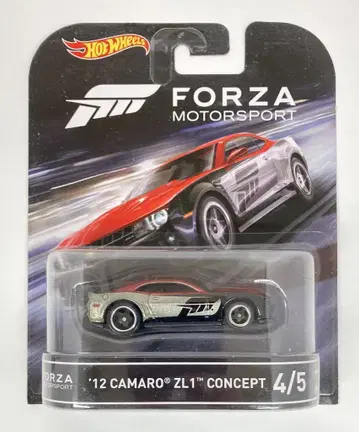 Hot Wheels
FORZA
MOTORSPORT
FORZA
MOTORSPORT
'12 CAMARO® ZL1™ CONCEPT
4/5